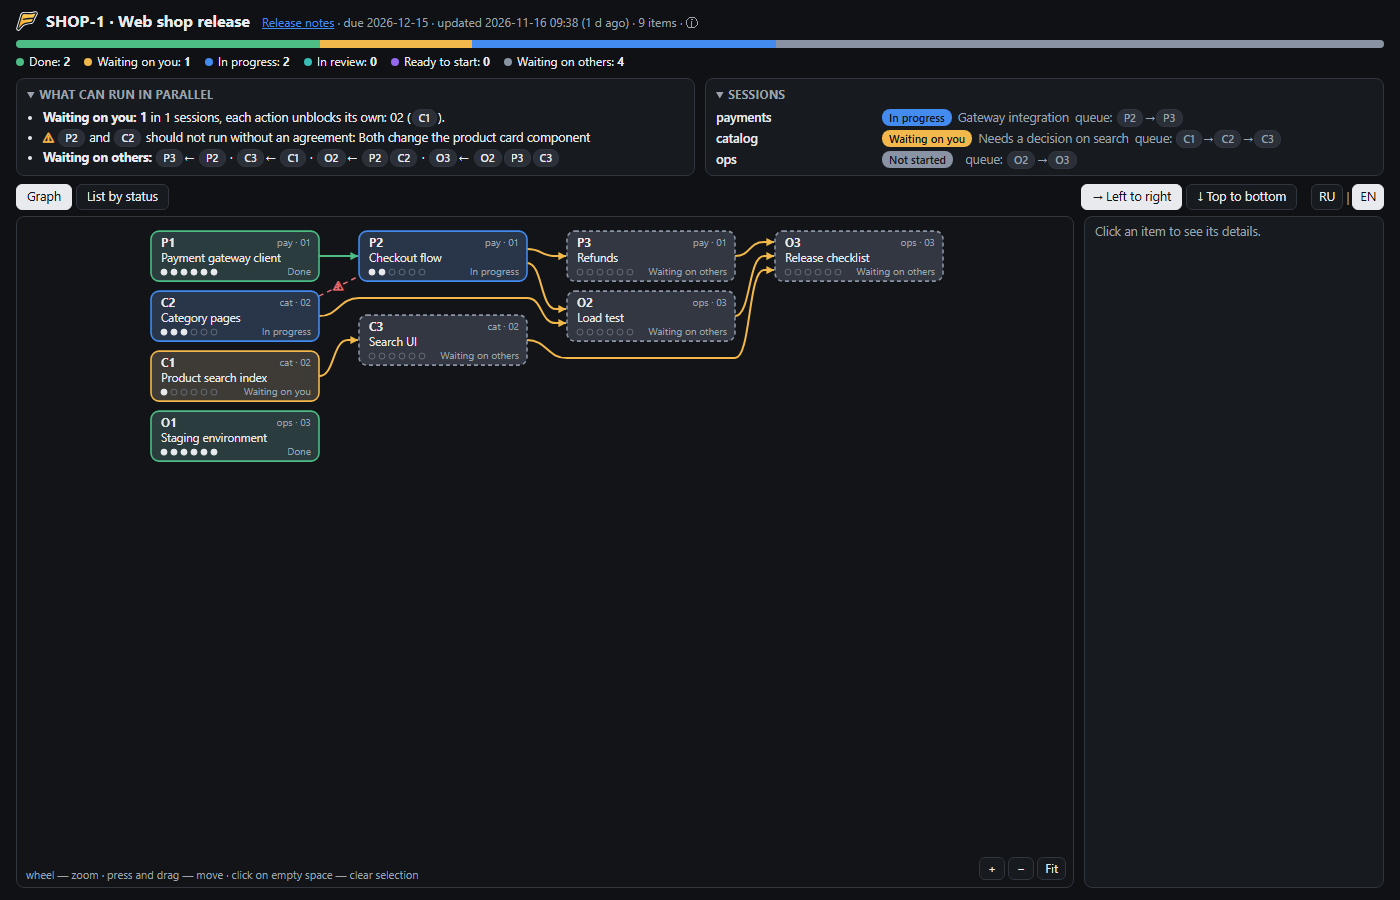 SHOP-1 · Web shop release Release notes · due 2026-12-15 · updated 2026-11-16 09:38 (1 d ago) · 9 items · ⓘ
Done: 2 Waiting on you: 1 In progress: 2 In review: 0 Ready to start: 0 Waiting on others: 4
▼ WHAT CAN RUN IN PARALLEL
• Waiting on you: 1 in 1 sessions, each action unblocks its own: 02 ( C1 ).
• ⚠ P2 and C2 should not run without an agreement: Both change the product card component
• Waiting on others: P3 ← P2 · C3 ← C1 · O2 ← P2 C2 · O3 ← O2 P3 C3
▼ SESSIONS
payments In progress Gateway integration queue: P2 → P3
catalog Waiting on you Needs a decision on search queue: C1 → C2 → C3
ops Not started queue: O2 → O3
Graph List by status
→ Left to right ↓ Top to bottom RU | EN
P1 pay · 01
Payment gateway client
Done
P2 pay · 01
Checkout flow
In progress
P3 pay · 01
Refunds
Waiting on others
O3 ops · 03
Release checklist
Waiting on others
C2 cat · 02
Category pages
In progress
O2 ops · 03
Load test
Waiting on others
C3 cat · 02
Search UI
Waiting on others
C1 cat · 02
Product search index
Waiting on you
O1 ops · 03
Staging environment
Done
wheel — zoom · press and drag — move · click on empty space — clear selection
+ − Fit
Click an item to see its details.